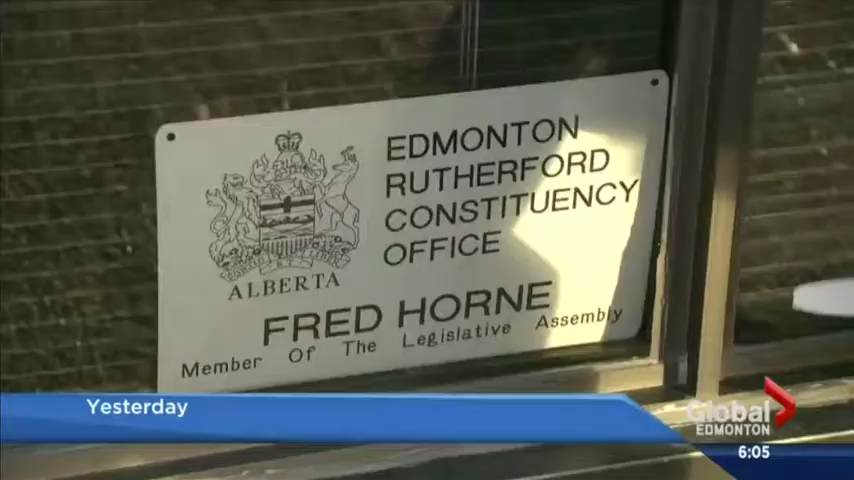 EDMONTON
RUTHERFORD
CONSTITUENCY
OFFICE
ALBERTA
FRED HORNE
Member Of The Legislative Assembly
Yesterday
Global
EDMONTON
6:05